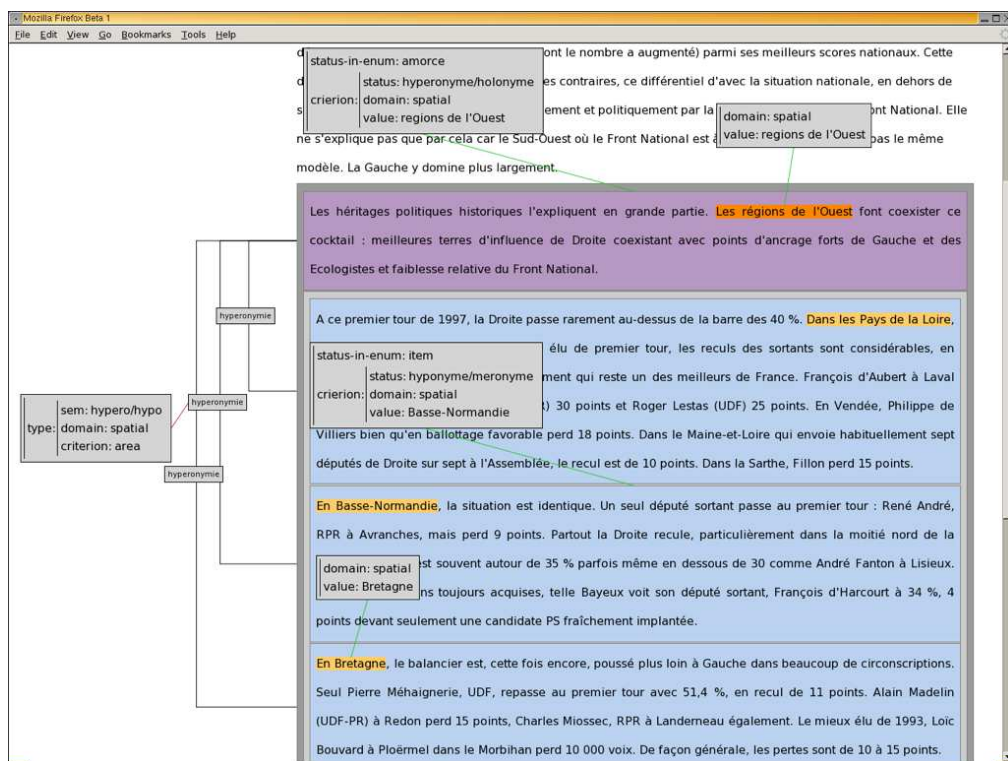 Mozilla Firefox Beta 1
File Edit View Go Bookmarks Tools Help
ont le nombre a augmenté) parmi ses meilleurs scores nationaux. Cette
status-in-enum: amorce
es contraires, ce différentiel d'avec la situation nationale, en dehors de
status: hyperonyme/holonyme
crierion: domain: spatial
value: regions de l'Ouest
ement et politiquement par la
ont National. Elle
domain: spatial
value: regions de l'Ouest
ne s'explique pas que par cela car le Sud-Ouest où le Front National est
pas le même
modèle. La Gauche y domine plus largement.
Les héritages politiques historiques l'expliquent en grande partie. Les régions de l'Ouest font coexister ce
cocktail : meilleures terres d'influence de Droite coexistant avec points d'ancrage forts de Gauche et des
Ecologistes et faiblesse relative du Front National.
hyperonymie
A ce premier tour de 1997, la Droite passe rarement au-dessus de la barre des 40 %. Dans les Pays de la Loire,
élu de premier tour, les reculs des sortants sont considérables, en
status-in-enum: item
status: hyponyme/meronyme
crierion: domain: spatial
value: Basse-Normandie
ment qui reste un des meilleurs de France. François d'Aubert à Laval
) 30 points et Roger Lestas (UDF) 25 points. En Vendée, Philippe de
Villiers bien qu'en ballottage favorable perd 18 points. Dans le Maine-et-Loire qui envoie habituellement sept
députés de Droite sur sept à l'Assemblée, le recul est de 10 points. Dans la Sarthe, Fillon perd 15 points.
hyperonymie
sem: hypero/hypo
type: domain: spatial
criterion: area
hyperonymie
En Basse-Normandie, la situation est identique. Un seul député sortant passe au premier tour : René André,
RPR à Avranches, mais perd 9 points. Partout la Droite recule, particulièrement dans la moitié nord de la
st souvent autour de 35 % parfois même en dessous de 30 comme André Fanton à Lisieux.
domain: spatial
value: Bretagne
ns toujours acquises, telle Bayeux voit son député sortant, François d'Harcourt à 34 %, 4
points devant seulement une candidate PS fraîchement implantée.
En Bretagne, le balancier est, cette fois encore, poussé plus loin à Gauche dans beaucoup de circonscriptions.
Seul Pierre Méhaignerie, UDF, repasse au premier tour avec 51,4 %, en recul de 11 points. Alain Madelin
(UDF-PR) à Redon perd 15 points, Charles Miossec, RPR à Landerneau également. Le mieux élu de 1993, Loïc
Bouvard à Ploërmel dans le Morbihan perd 10 000 voix. De façon générale, les pertes sont de 10 à 15 points.